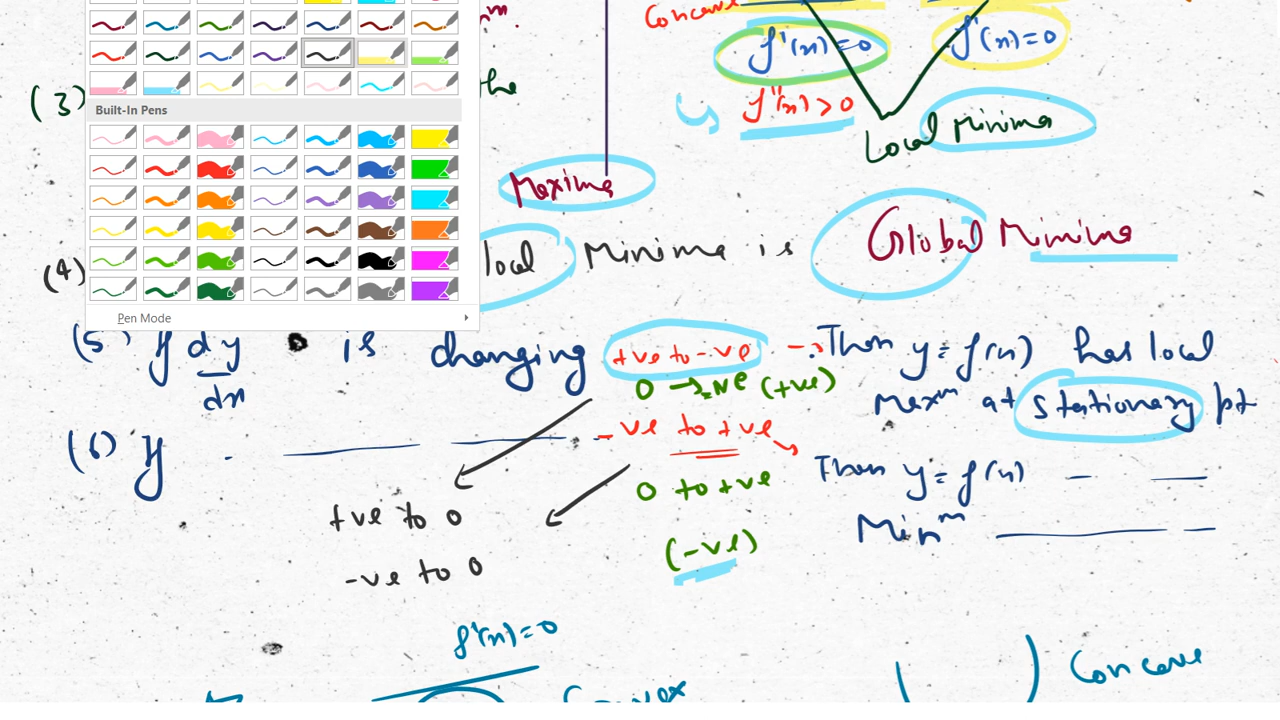 m.
Concave
f'(x)=0 f'(x)=0
(3) the
f''(x)>0
Built-In Pens
Local Minima
Maxima
(4) local Minima is Global Minima
Pen Mode
(5) If dy/dx is changing +ve to -ve → Then y=f(x) has local
0 → -ve (+ve) Maxm at stationary pt
(6) If - ve to +ve →
Then y=f(x)
0 to +ve
+ve to 0
Minm
(-ve)
-ve to 0
f'(x)=0
Concave
Convex